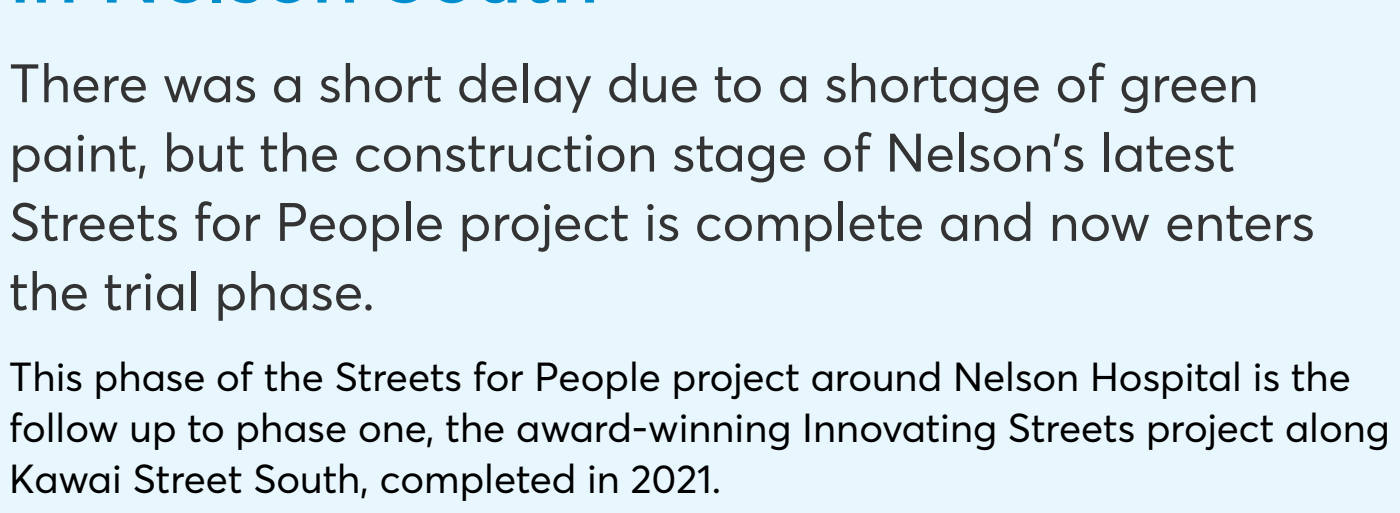 in Nelson South
There was a short delay due to a shortage of green
paint, but the construction stage of Nelson's latest
Streets for People project is complete and now enters
the trial phase.
This phase of the Streets for People project around Nelson Hospital is the
follow up to phase one, the award-winning Innovating Streets project along
Kawai Street South, completed in 2021.